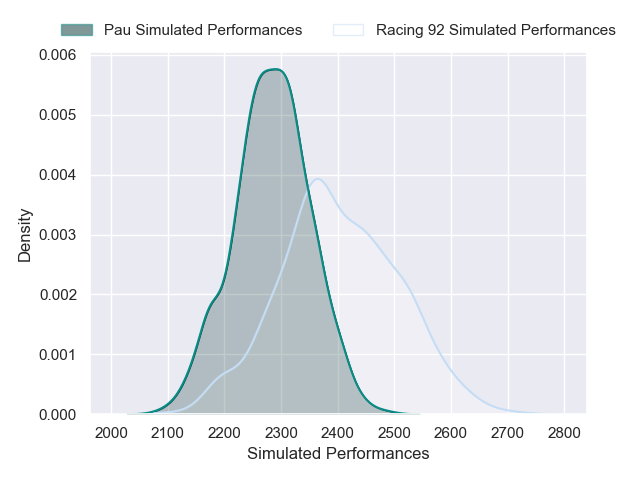 Pau Simulated Performances Racing 92 Simulated Performances
0.006
0.005
0.004
0.003
0.002
0.001
0.000
Density
2000 2100 2200 2300 2400 2500 2600 2700 2800
Simulated Performances